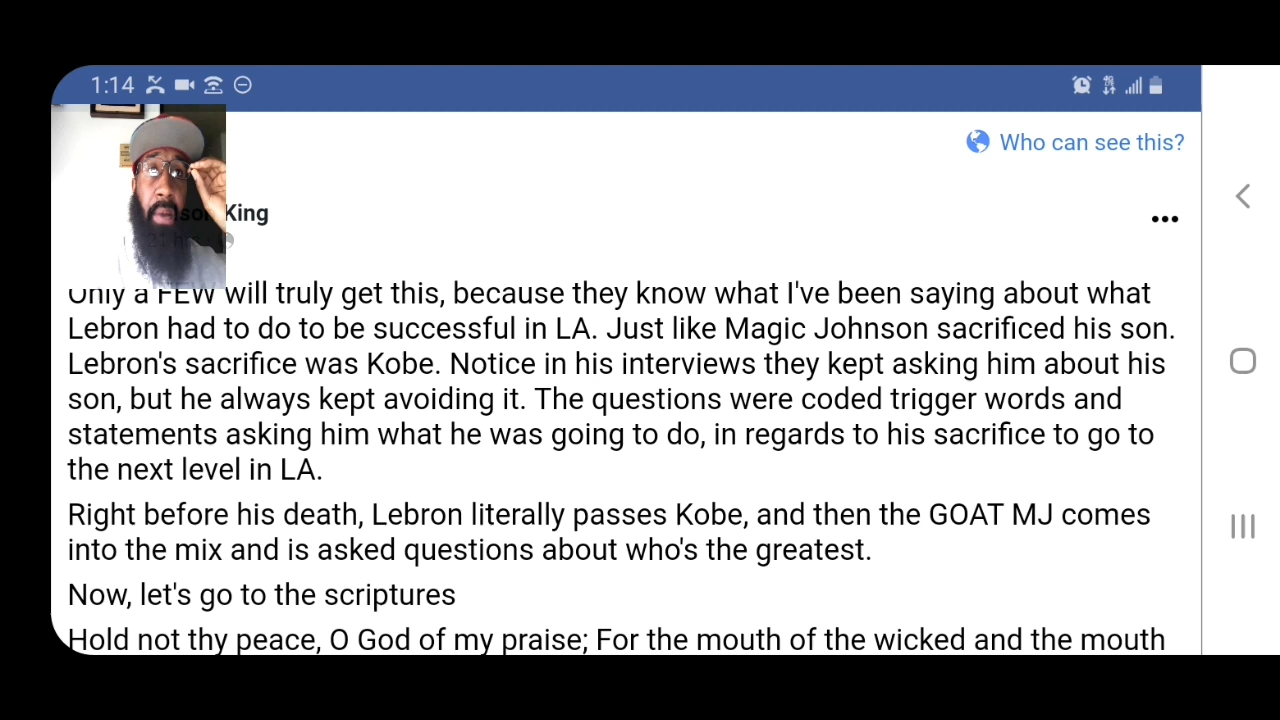 1:14
Who can see this?
King
Only a FEW will truly get this, because they know what I've been saying about what
Lebron had to do to be successful in LA. Just like Magic Johnson sacrificed his son.
Lebron's sacrifice was Kobe. Notice in his interviews they kept asking him about his
son, but he always kept avoiding it. The questions were coded trigger words and
statements asking him what he was going to do, in regards to his sacrifice to go to
the next level in LA.
Right before his death, Lebron literally passes Kobe, and then the GOAT MJ comes
into the mix and is asked questions about who's the greatest.
Now, let's go to the scriptures
Hold not thy peace, O God of my praise; For the mouth of the wicked and the mouth